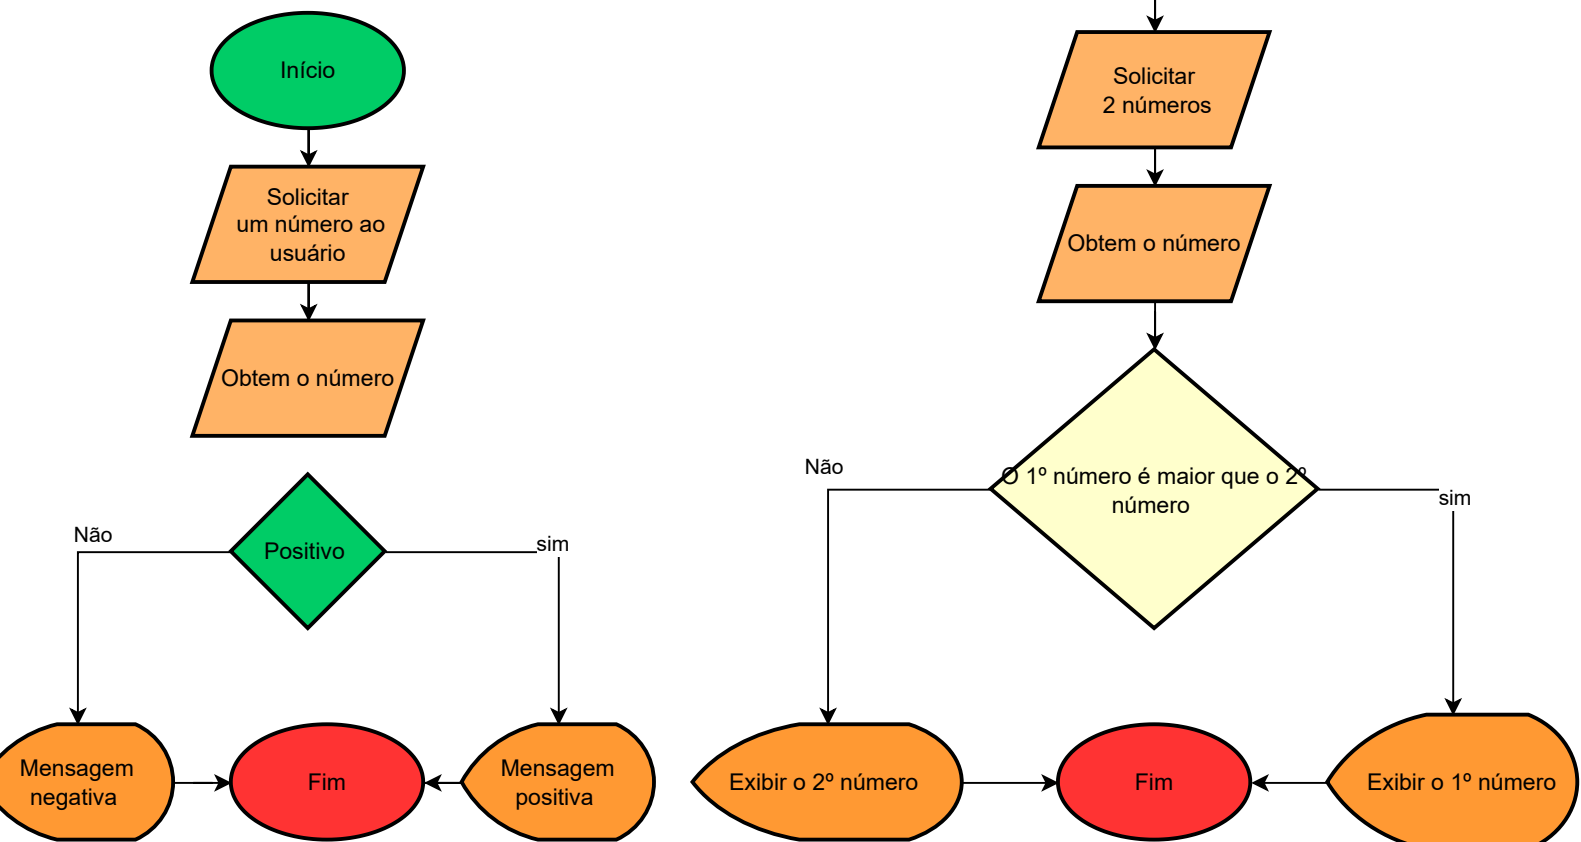 Início
Solicitar
um número ao
usuário
Obtem o número
Positivo
Não
sim
Mensagem
negativa
Fim
Mensagem
positiva
Solicitar
2 números
Obtem o número
O 1º número é maior que o 2º
número
Não
sim
Exibir o 2º número
Fim
Exibir o 1º número